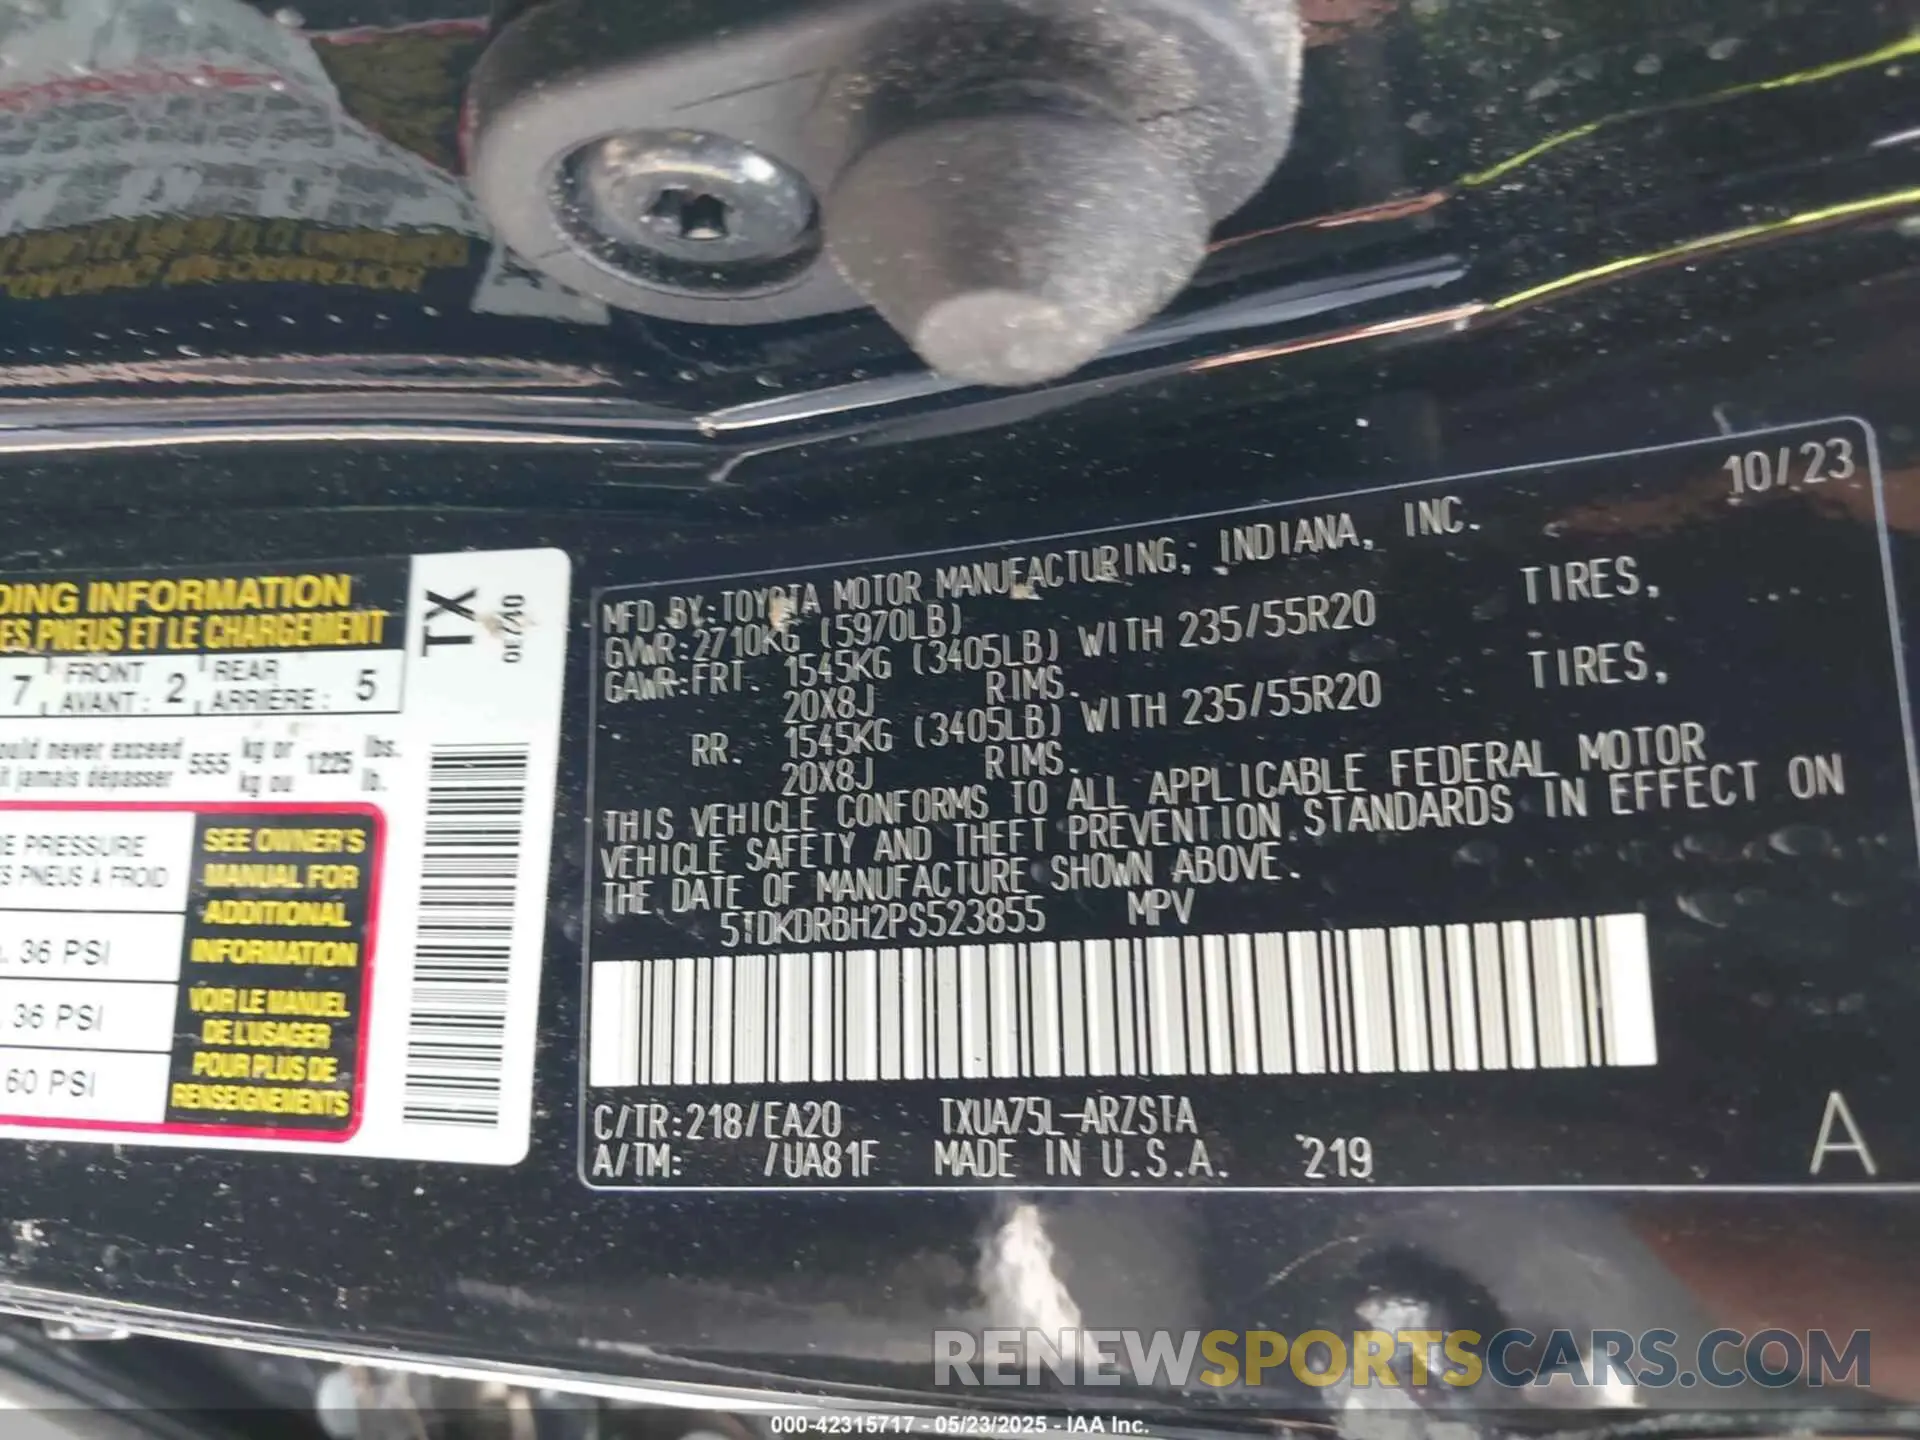 DING INFORMATION
ES PNEUS ET LE CHARGEMENT
7 FRONT AVANT : 2 REAR ARRIÈRE : 5
ould never exceed 555 kg or 1225 lbs.
it jamais dépasser kg ou lb.
E PRESSURE
S PNEUS A FROID
36 PSI
36 PSI
60 PSI
SEE OWNER'S
MANUAL FOR
ADDITIONAL
INFORMATION
VOIR LE MANUEL
DE L'USAGER
POUR PLUS DE
RENSEIGNEMENTS
TX
0E740
10/23
MFD.BY:TOYOTA MOTOR MANUFACTURING, INDIANA, INC.
GVWR:2710KG (5970LB)
GAWR:FRT. 1545KG (3405LB) WITH 235/55R20 TIRES,
20X8J RIMS.
RR. 1545KG (3405LB) WITH 235/55R20 TIRES,
20X8J RIMS.
THIS VEHICLE CONFORMS TO ALL APPLICABLE FEDERAL MOTOR
VEHICLE SAFETY AND THEFT PREVENTION STANDARDS IN EFFECT ON
THE DATE OF MANUFACTURE SHOWN ABOVE.
5TDKDRBH2PS523855 MPV
C/TR:218/EA20 TXUA75L-ARZSTA
A/TM: /UA81F MADE IN U.S.A. 219
A
RENEWSPORTSCARS.COM
000-42315717 - 05/23/2025 - IAA Inc.